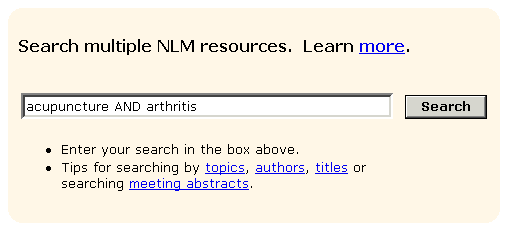 Search multiple NLM resources. Learn more.
acupuncture AND arthritis
Search
Enter your search in the box above.
Tips for searching by topics, authors, titles or
searching meeting abstracts.